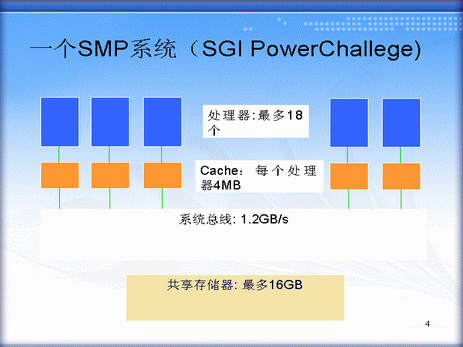 一个SMP系统（SGI PowerChallege)
处理器:最多18
个
Cache： 每个处理
器4MB
系统总线: 1.2GB/s
共享存储器: 最多16GB
4